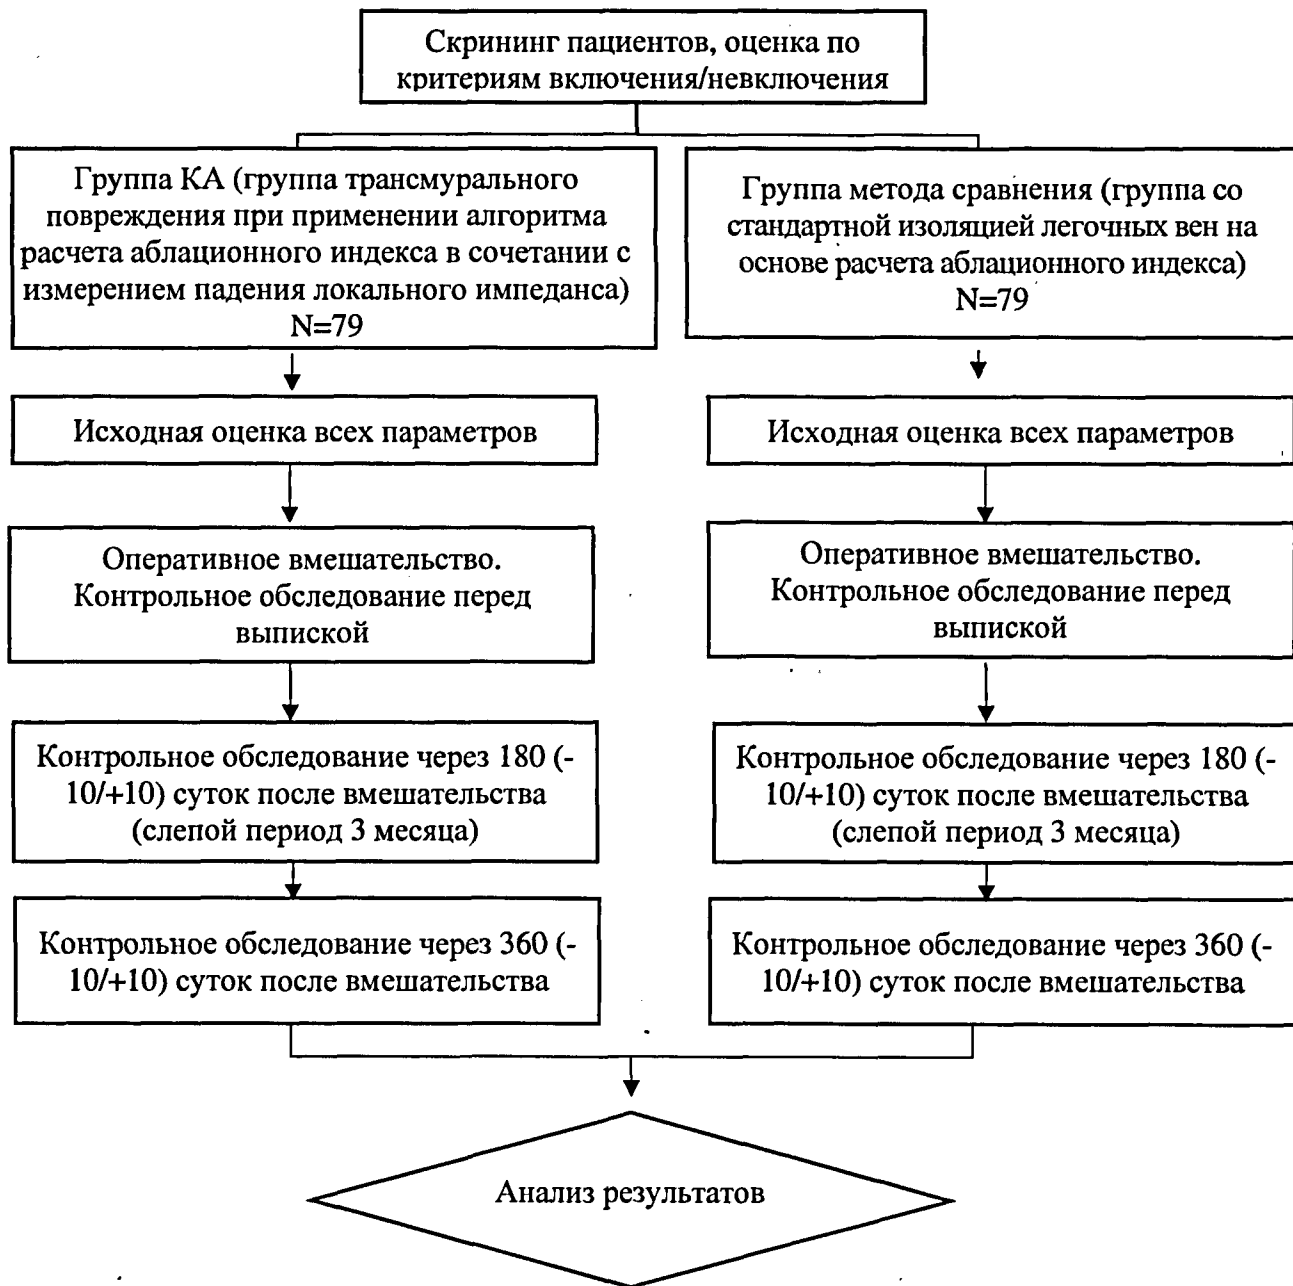 Скрининг пациентов, оценка по
критериям включения/невключения
Группа КА (группа трансмурального
повреждения при применении алгоритма
расчета аблационного индекса в сочетании с
измерением падения локального импеданса)
N=79
Группа метода сравнения (группа со
стандартной изоляцией легочных вен на
основе расчета аблационного индекса)
N=79
Исходная оценка всех параметров
Исходная оценка всех параметров
Оперативное вмешательство.
Контрольное обследование перед
выпиской
Оперативное вмешательство.
Контрольное обследование перед
выпиской
Контрольное обследование через 180 (-
10/+10) суток после вмешательства
(слепой период 3 месяца)
Контрольное обследование через 180 (-
10/+10) суток после вмешательства
(слепой период 3 месяца)
Контрольное обследование через 360 (-
10/+10) суток после вмешательства
Контрольное обследование через 360 (-
10/+10) суток после вмешательства
Анализ результатов